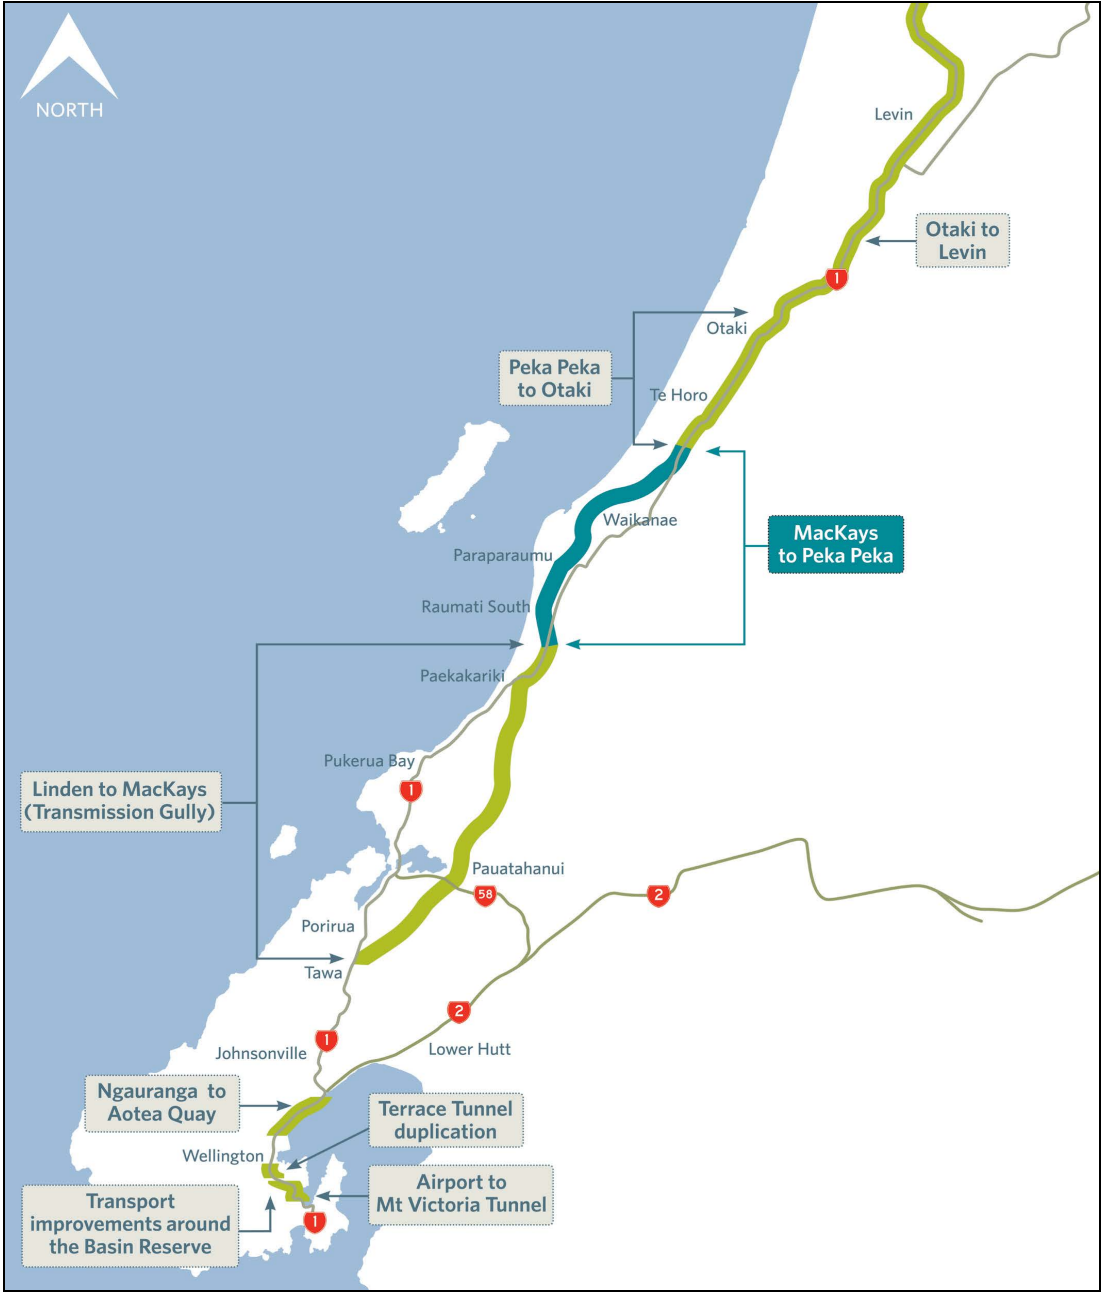 NORTH
Levin
Otaki to
Levin
1
Otaki
Peka Peka
to Otaki
Te Horo
Waikanae
MacKays
to Peka Peka
Paraparaumu
Raumati South
Paekakariki
Pukerua Bay
1
Linden to MacKays
(Transmission Gully)
Pauatahanui
58
2
Porirua
Tawa
2
1
Johnsonville
Lower Hutt
Ngauranga to
Aotea Quay
Terrace Tunnel
duplication
Wellington
Transport
improvements around
the Basin Reserve
Airport to
Mt Victoria Tunnel
1